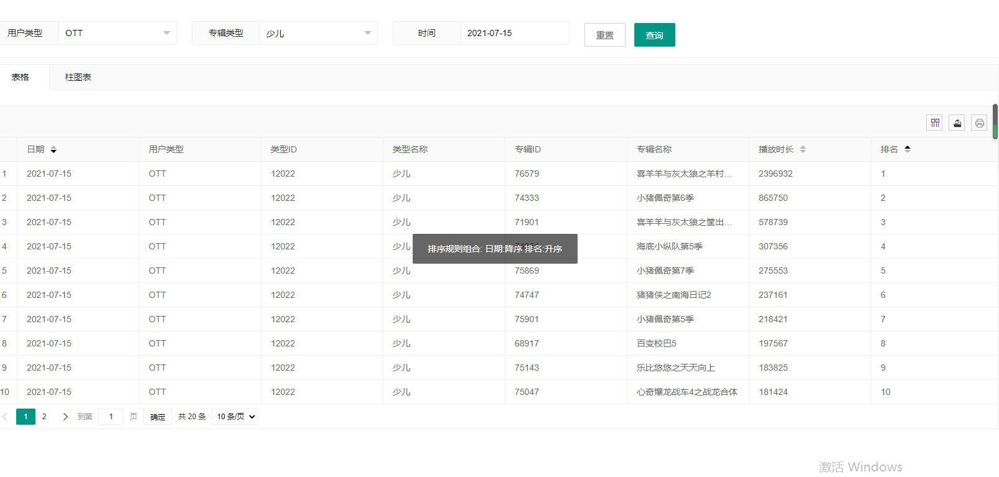 用户类型 OTT 专辑类型 少儿 时间 2021-07-15 重置 查询
表格 柱图表
日期 用户类型 类型ID 类型名称 专辑ID 专辑名称 播放时长 排名
1 2021-07-15 OTT 12022 少儿 76579 喜羊羊与灰太狼之羊村… 2396932 1
2 2021-07-15 OTT 12022 少儿 74333 小猪佩奇第6季 865750 2
3 2021-07-15 OTT 12022 少儿 71901 喜羊羊与灰太狼之筐出… 578739 3
4 2021-07-15 OTT 12022 少儿 海底小纵队第5季 307356 4
排序规则组合: 日期:降序 排名:升序
5 2021-07-15 OTT 12022 少儿 75869 小猪佩奇第7季 275553 5
6 2021-07-15 OTT 12022 少儿 74747 猪猪侠之南海日记2 237161 6
7 2021-07-15 OTT 12022 少儿 75901 小猪佩奇第5季 218421 7
8 2021-07-15 OTT 12022 少儿 68917 百变校巴5 197567 8
9 2021-07-15 OTT 12022 少儿 75143 乐比悠悠之天天向上 183825 9
10 2021-07-15 OTT 12022 少儿 75047 心奇爆龙战车4之战龙合体 181424 10
1 2 到第 1 页 确定 共 20 条 10 条/页
激活 Windows